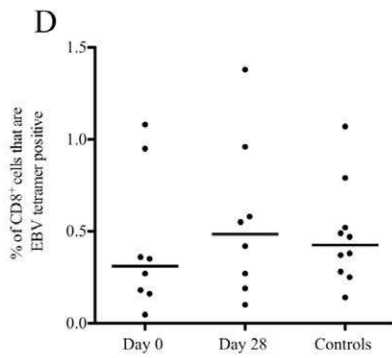 D
% of CD8⁺ cells that are
EBV tetramer positive
1.5
1.0
0.5
0.0
Day 0
Day 28
Controls